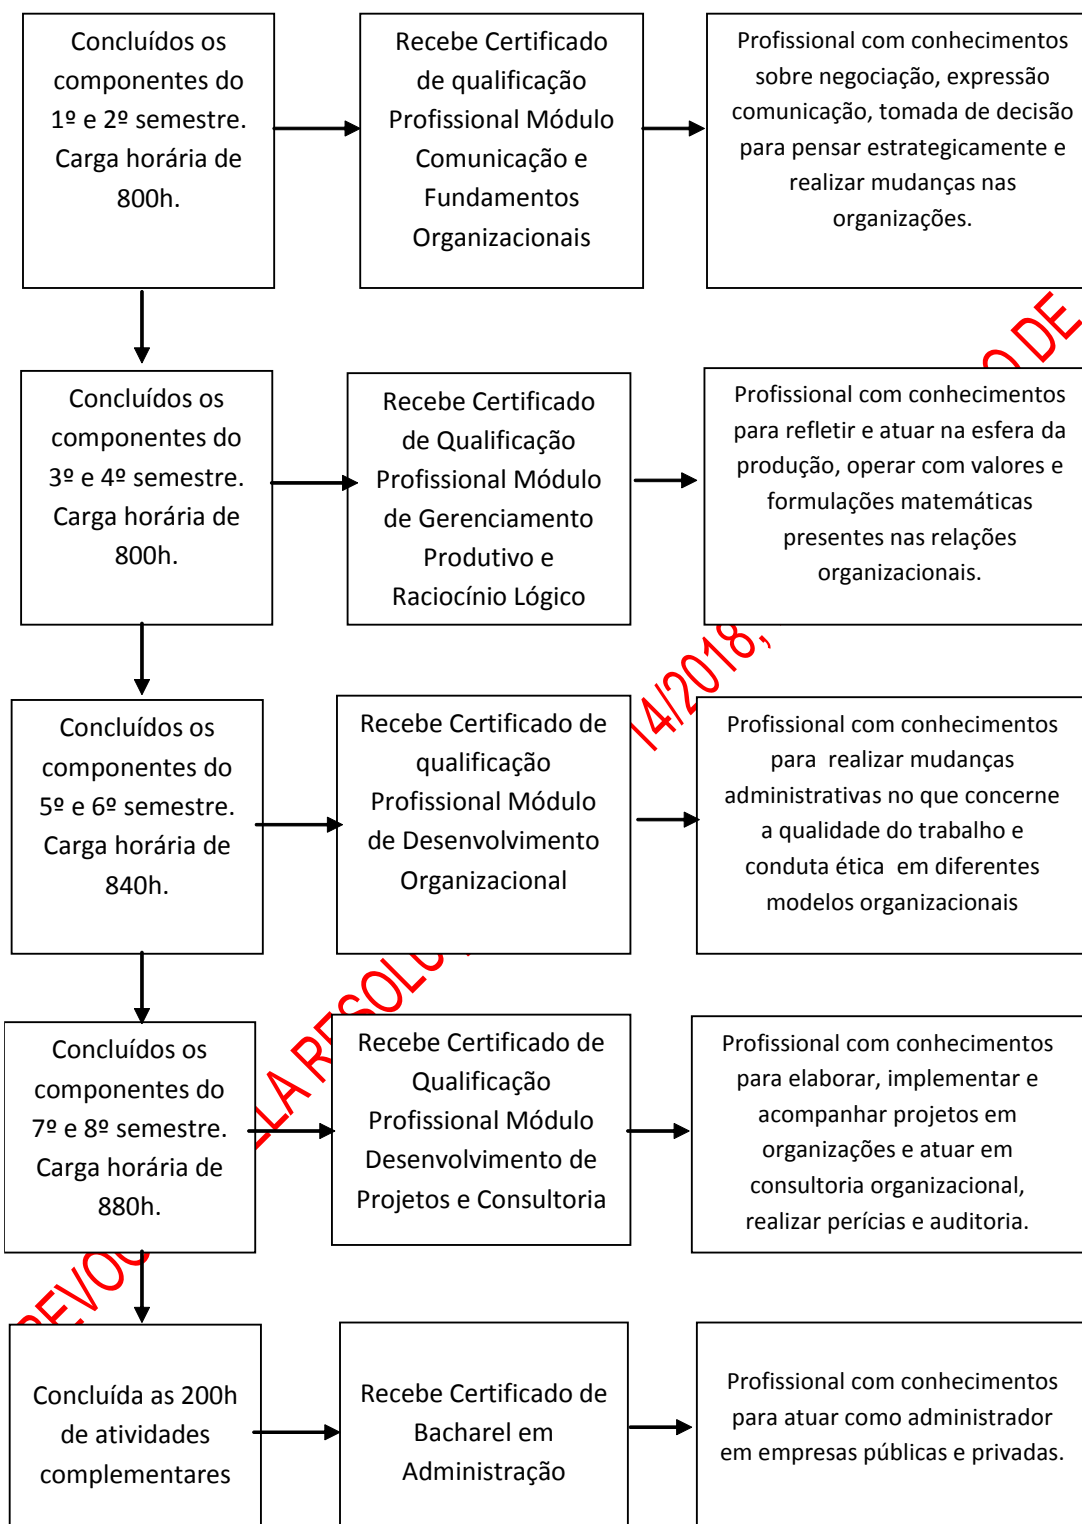 Concluídos os
componentes do
1º e 2º semestre.
Carga horária de
800h.
Recebe Certificado
de qualificação
Profissional Módulo
Comunicação e
Fundamentos
Organizacionais
Profissional com conhecimentos
sobre negociação, expressão
comunicação, tomada de decisão
para pensar estrategicamente e
realizar mudanças nas
organizações.
Concluídos os
componentes do
3º e 4º semestre.
Carga horária de
800h.
Recebe Certificado
de Qualificação
Profissional Módulo
de Gerenciamento
Produtivo e
Raciocínio Lógico
Profissional com conhecimentos
para refletir e atuar na esfera da
produção, operar com valores e
formulações matemáticas
presentes nas relações
organizacionais.
Concluídos os
componentes do
5º e 6º semestre.
Carga horária de
840h.
Recebe Certificado de
qualificação
Profissional Módulo
de Desenvolvimento
Organizacional
Profissional com conhecimentos
para realizar mudanças
administrativas no que concerne
a qualidade do trabalho e
conduta ética em diferentes
modelos organizacionais
Concluídos os
componentes do
7º e 8º semestre.
Carga horária de
880h.
Recebe Certificado de
Qualificação
Profissional Módulo
Desenvolvimento de
Projetos e Consultoria
Profissional com conhecimentos
para elaborar, implementar e
acompanhar projetos em
organizações e atuar em
consultoria organizacional,
realizar perícias e auditoria.
Concluída as 200h
de atividades
complementares
Recebe Certificado de
Bacharel em
Administração
Profissional com conhecimentos
para atuar como administrador
em empresas públicas e privadas.
14/2018, DE